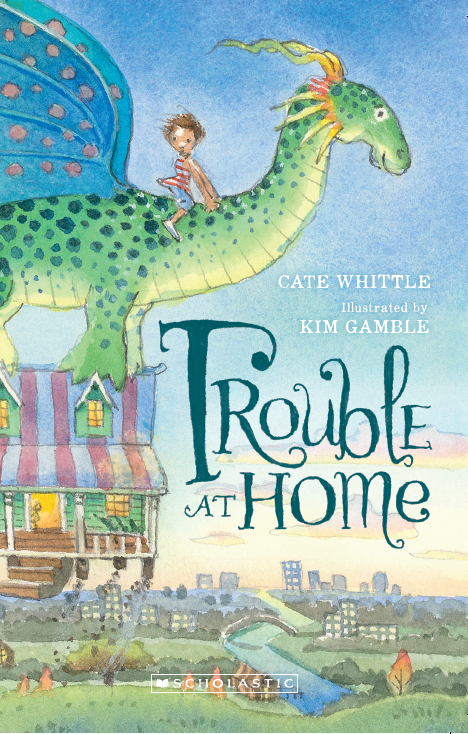 CATE WHITTLE
Illustrated by
KIM GAMBLE
TROUBLE
AT HOME
SCHOLASTIC